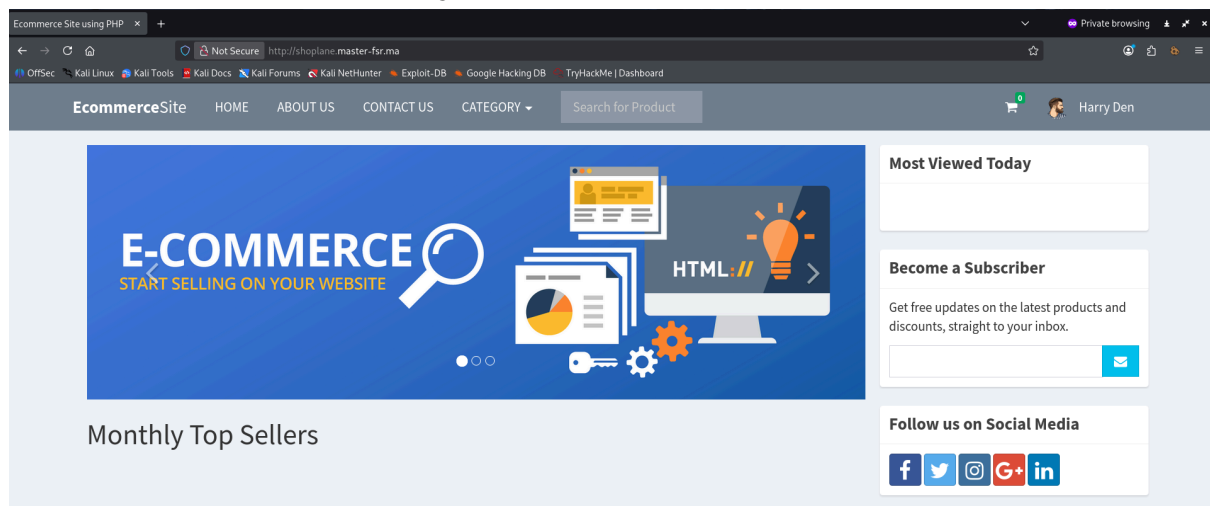 Ecommerce Site using PHP
Private browsing
Not Secure http://shoplane.master-fsr.ma
OffSec Kali Linux Kali Tools Kali Docs Kali Forums Kali NetHunter Exploit-DB Google Hacking DB TryHackMe | Dashboard
EcommerceSite HOME ABOUT US CONTACT US CATEGORY Search for Product 0 Harry Den
E-COMMERCE
START SELLING ON YOUR WEBSITE
HTML://
Monthly Top Sellers
Most Viewed Today
Become a Subscriber
Get free updates on the latest products and
discounts, straight to your inbox.
Follow us on Social Media